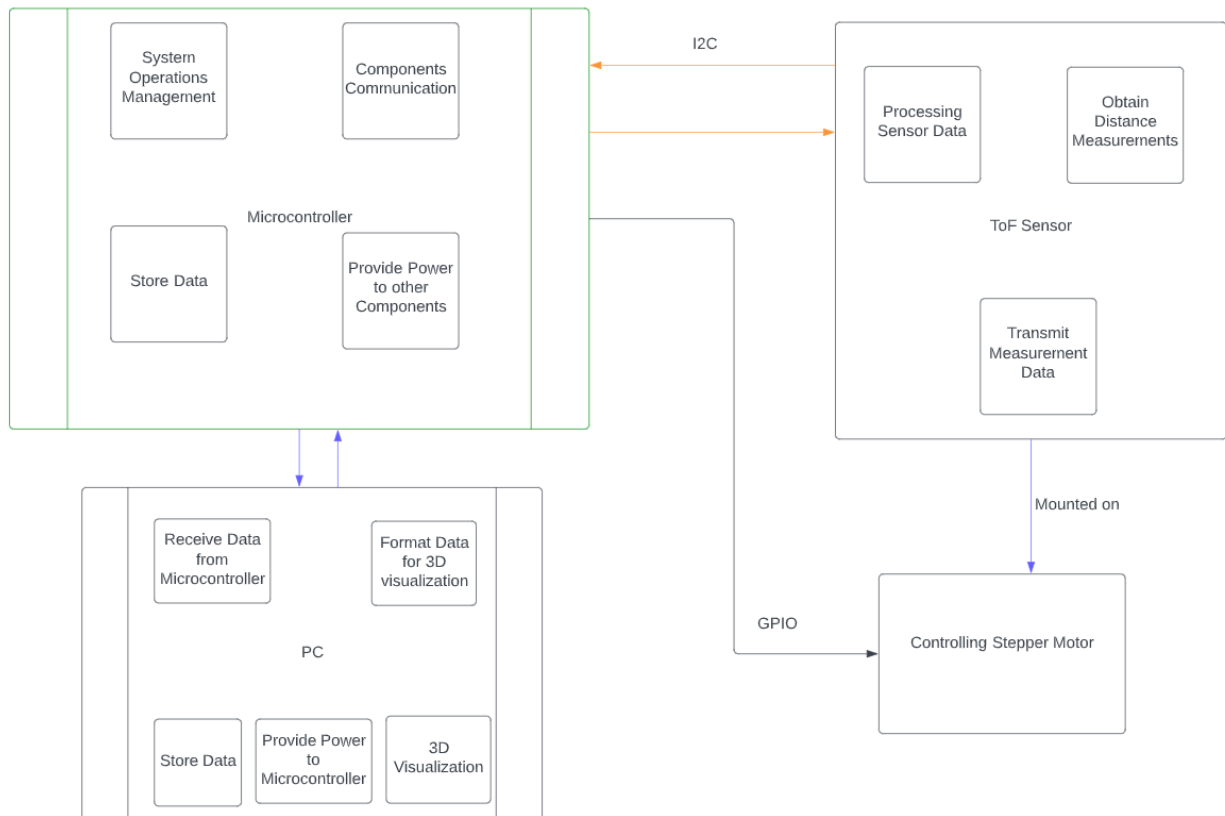 System
Operations
Management
Components
Communication
Microcontroller
Store Data
Provide Power
to other
Components
I2C
Processing
Sensor Data
Obtain
Distance
Measurements
ToF Sensor
Transmit
Measurement
Data
Mounted on
GPIO
Controlling Stepper Motor
Receive Data
from
Microcontroller
Format Data
for 3D
visualization
PC
Store Data
Provide Power
to
Microcontroller
3D
Visualization